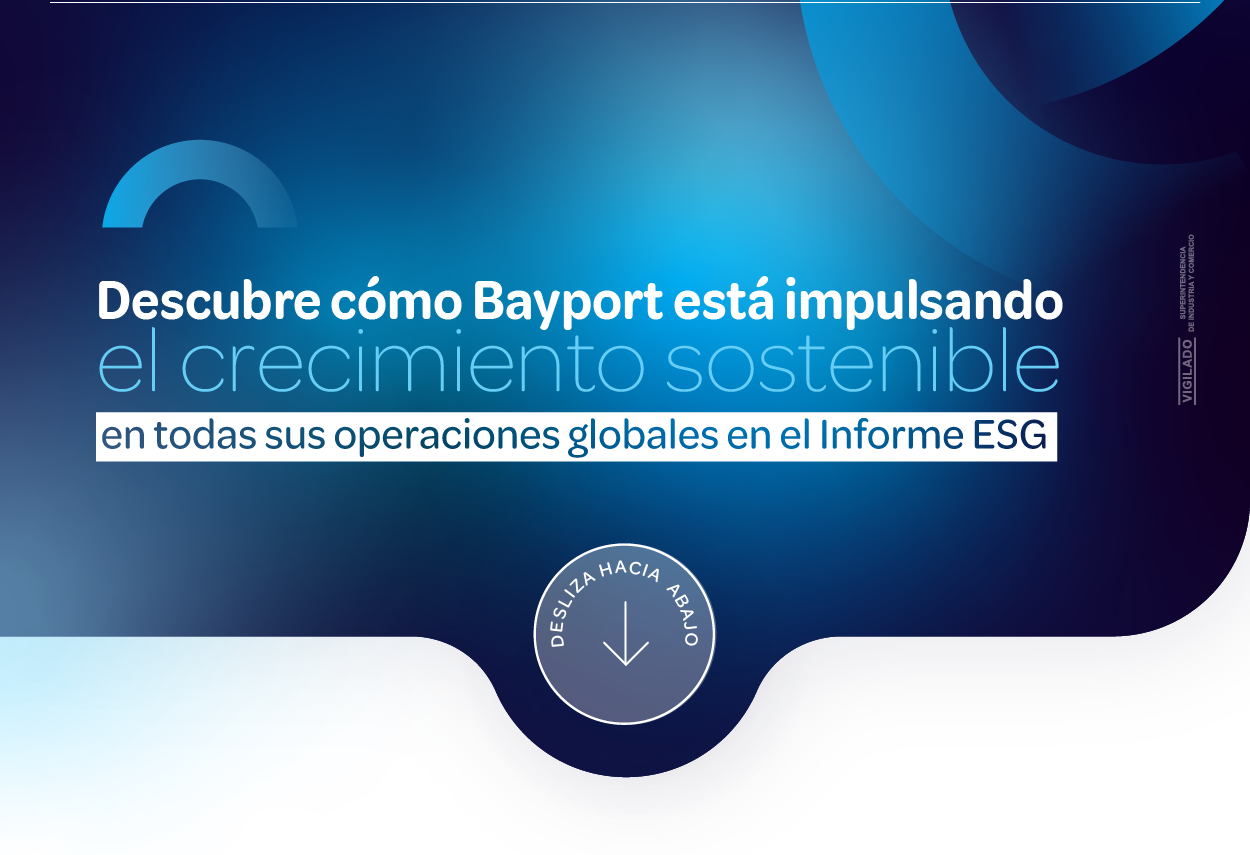 Descubre cómo Bayport está impulsando
el crecimiento sostenible
en todas sus operaciones globales en el Informe ESG
VIGILADO
SUPERINTENDENCIA
DE INDUSTRIA Y COMERCIO
DESLIZA HACIA ABAJO